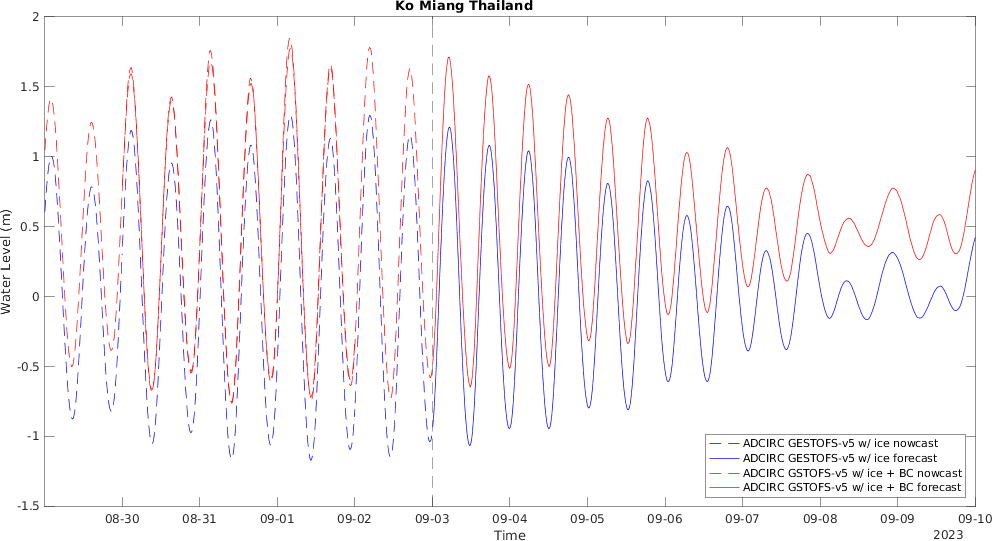 Ko Miang Thailand
Water Level (m)
2
1.5
1
0.5
0
-0.5
-1
-1.5
08-30 08-31 09-01 09-02 09-03 09-04 09-05 09-06 09-07 09-08 09-09 09-10
Time
2023
ADCIRC GESTOFS-v5 w/ ice nowcast
ADCIRC GESTOFS-v5 w/ ice forecast
ADCIRC GSTOFS-v5 w/ ice + BC nowcast
ADCIRC GSTOFS-v5 w/ ice + BC forecast